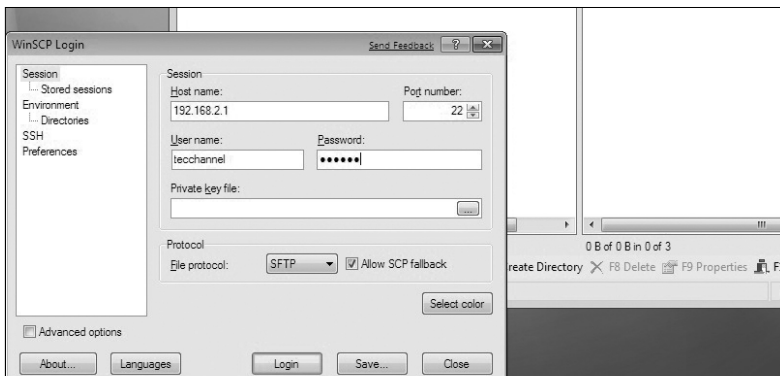 WinSCP Login
Send Feedback
?
Session
Stored sessions
Environment
Directories
SSH
Preferences
Session
Host name:
Port number:
192.168.2.1
22
User name:
Password:
tecchannel
••••••
Private key file:
...
Protocol
File protocol:
SFTP
Allow SCP fallback
Select color
Advanced options
About...
Languages
Login
Save...
Close
0 B of 0 B in 0 of 3
reate Directory
F8 Delete
F9 Properties
F